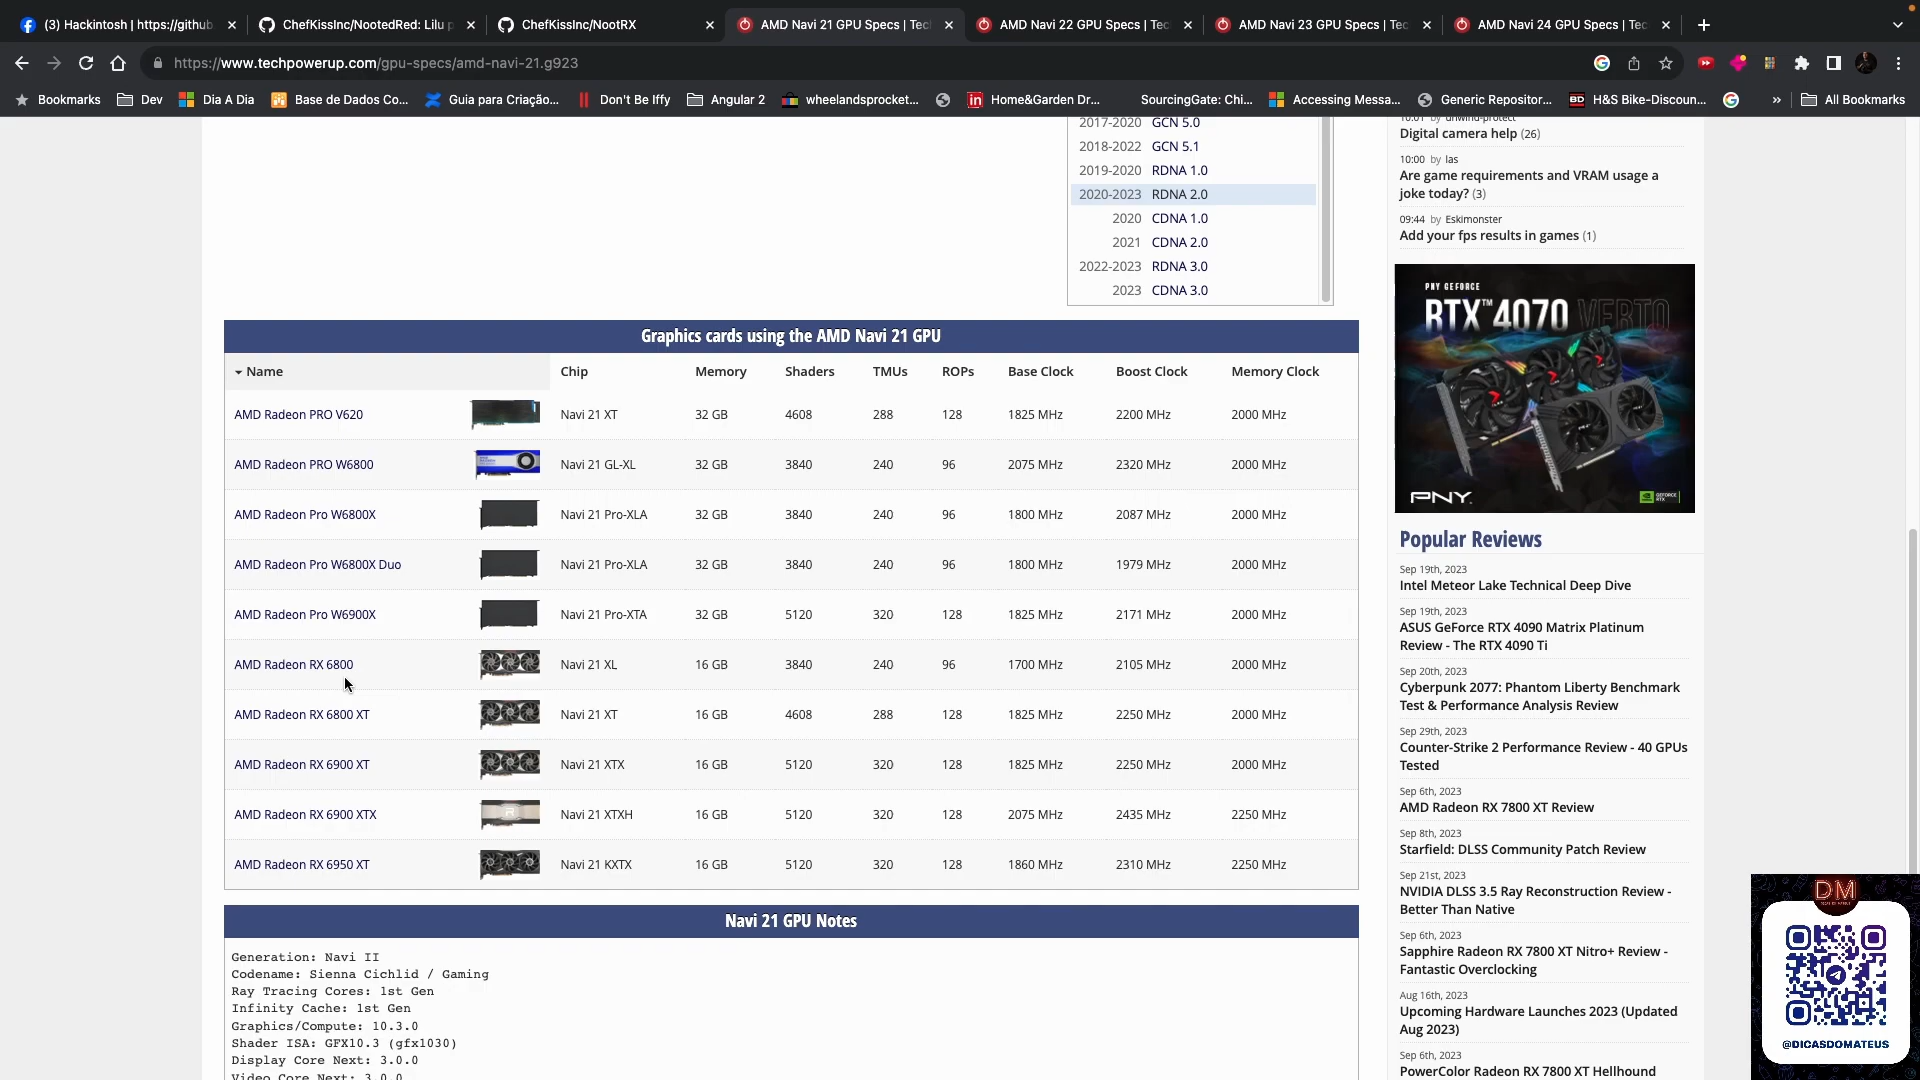 (3) Hackintosh | https://github.
ChefKissInc/NootedRed: Lilu p
ChefKissInc/NootRX
AMD Navi 21 GPU Specs | Tec
AMD Navi 22 GPU Specs | Tec
AMD Navi 23 GPU Specs | Tec
AMD Navi 24 GPU Specs | Tec
https://www.techpowerup.com/gpu-specs/amd-navi-21.g923
Bookmarks
Dev
Dia A Dia
Base de Dados Co...
Guia para Criação...
Don't Be Iffy
Angular 2
wheelandsprocket...
Home&Garden Dr...
SourcingGate: Chi...
Accessing Messa...
Generic Repositor...
BD H&S Bike-Discoun...
» All Bookmarks
2017-2020 GCN 5.0
2018-2022 GCN 5.1
2019-2020 RDNA 1.0
2020-2023 RDNA 2.0
2020 CDNA 1.0
2021 CDNA 2.0
2022-2023 RDNA 3.0
2023 CDNA 3.0
Graphics cards using the AMD Navi 21 GPU
Name Chip Memory Shaders TMUs ROPs Base Clock Boost Clock Memory Clock
AMD Radeon PRO V620 Navi 21 XT 32 GB 4608 288 128 1825 MHz 2200 MHz 2000 MHz
AMD Radeon PRO W6800 Navi 21 GL-XL 32 GB 3840 240 96 2075 MHz 2320 MHz 2000 MHz
AMD Radeon Pro W6800X Navi 21 Pro-XLA 32 GB 3840 240 96 1800 MHz 2087 MHz 2000 MHz
AMD Radeon Pro W6800X Duo Navi 21 Pro-XLA 32 GB 3840 240 96 1800 MHz 1979 MHz 2000 MHz
AMD Radeon Pro W6900X Navi 21 Pro-XTA 32 GB 5120 320 128 1825 MHz 2171 MHz 2000 MHz
AMD Radeon RX 6800 Navi 21 XL 16 GB 3840 240 96 1700 MHz 2105 MHz 2000 MHz
AMD Radeon RX 6800 XT Navi 21 XT 16 GB 4608 288 128 1825 MHz 2250 MHz 2000 MHz
AMD Radeon RX 6900 XT Navi 21 XTX 16 GB 5120 320 128 1825 MHz 2250 MHz 2000 MHz
AMD Radeon RX 6900 XTX Navi 21 XTXH 16 GB 5120 320 128 2075 MHz 2435 MHz 2250 MHz
AMD Radeon RX 6950 XT Navi 21 KXTX 16 GB 5120 320 128 1860 MHz 2310 MHz 2250 MHz
Navi 21 GPU Notes
Generation: Navi II
Codename: Sienna Cichlid / Gaming
Ray Tracing Cores: 1st Gen
Infinity Cache: 1st Gen
Graphics/Compute: 10.3.0
Shader ISA: GFX10.3 (gfx1030)
Display Core Next: 3.0.0
Video Core Next: 3.0.0
10:01 by unwind-protect
Digital camera help (26)
10:00 by las
Are game requirements and VRAM usage a
joke today? (3)
09:44 by Eskimonster
Add your fps results in games (1)
PNY GEFORCE
RTX™ 4070 VERTO
PNY.
Popular Reviews
Sep 19th, 2023
Intel Meteor Lake Technical Deep Dive
Sep 19th, 2023
ASUS GeForce RTX 4090 Matrix Platinum
Review - The RTX 4090 Ti
Sep 20th, 2023
Cyberpunk 2077: Phantom Liberty Benchmark
Test & Performance Analysis Review
Sep 29th, 2023
Counter-Strike 2 Performance Review - 40 GPUs
Tested
Sep 6th, 2023
AMD Radeon RX 7800 XT Review
Sep 8th, 2023
Starfield: DLSS Community Patch Review
Sep 21st, 2023
NVIDIA DLSS 3.5 Ray Reconstruction Review -
Better Than Native
Sep 6th, 2023
Sapphire Radeon RX 7800 XT Nitro+ Review -
Fantastic Overclocking
Aug 16th, 2023
Upcoming Hardware Launches 2023 (Updated
Aug 2023)
Sep 6th, 2023
PowerColor Radeon RX 7800 XT Hellhound
DM
@DICASDOMATEUS